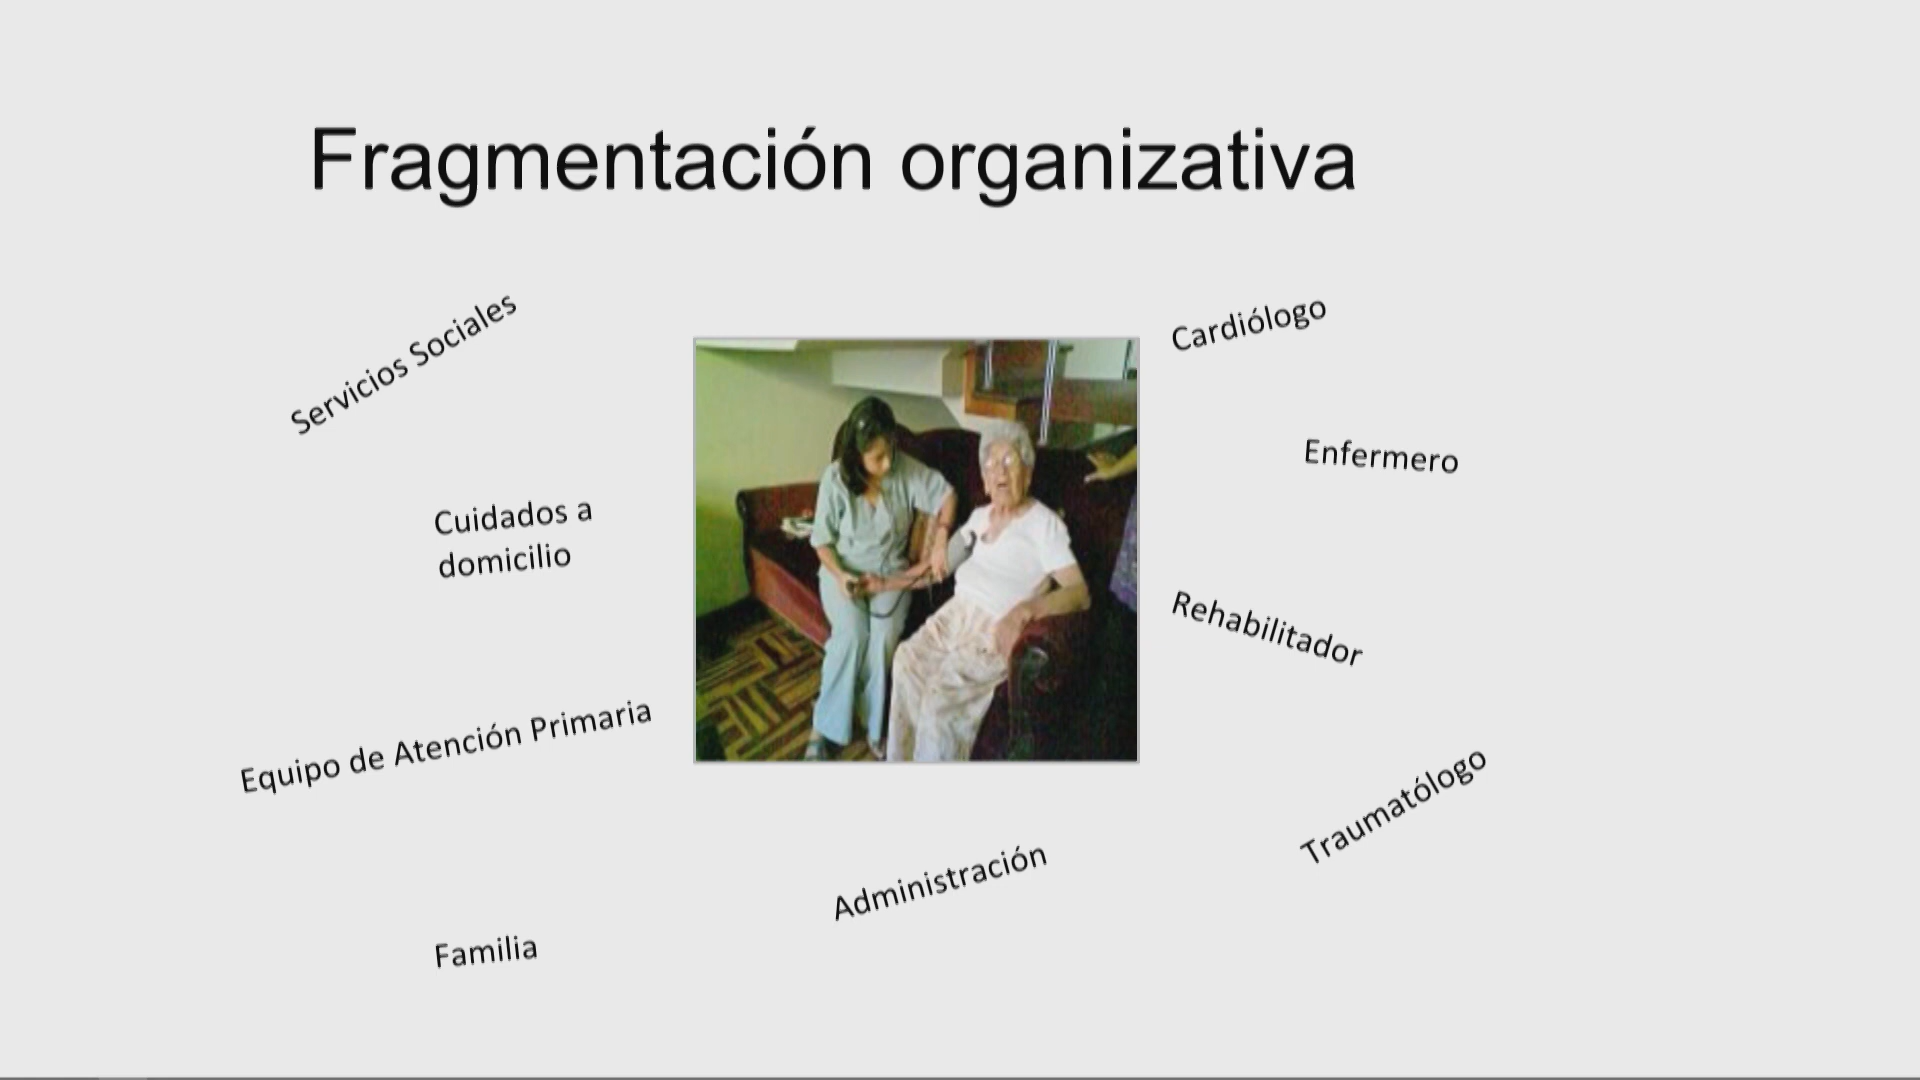 Fragmentación organizativa
Servicios Sociales
Cardiólogo
Enfermero
Cuidados a
domicilio
Rehabilitador
Equipo de Atención Primaria
Traumatólogo
Administración
Familia